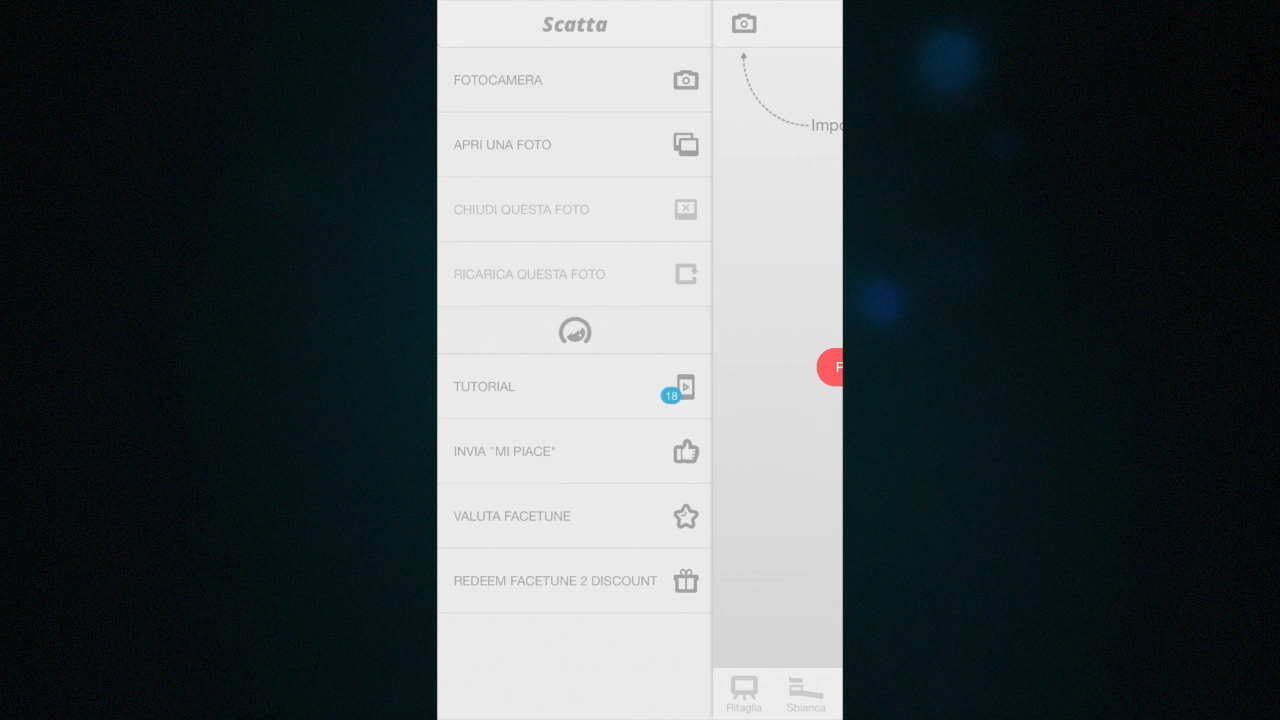 Scatta
FOTOCAMERA
APRI UNA FOTO
CHIUDI QUESTA FOTO
RICARICA QUESTA FOTO
TUTORIAL
18
INVIA "MI PIACE"
VALUTA FACETUNE
REDEEM FACETUNE 2 DISCOUNT
Impo
Ritaglia
Sbianca